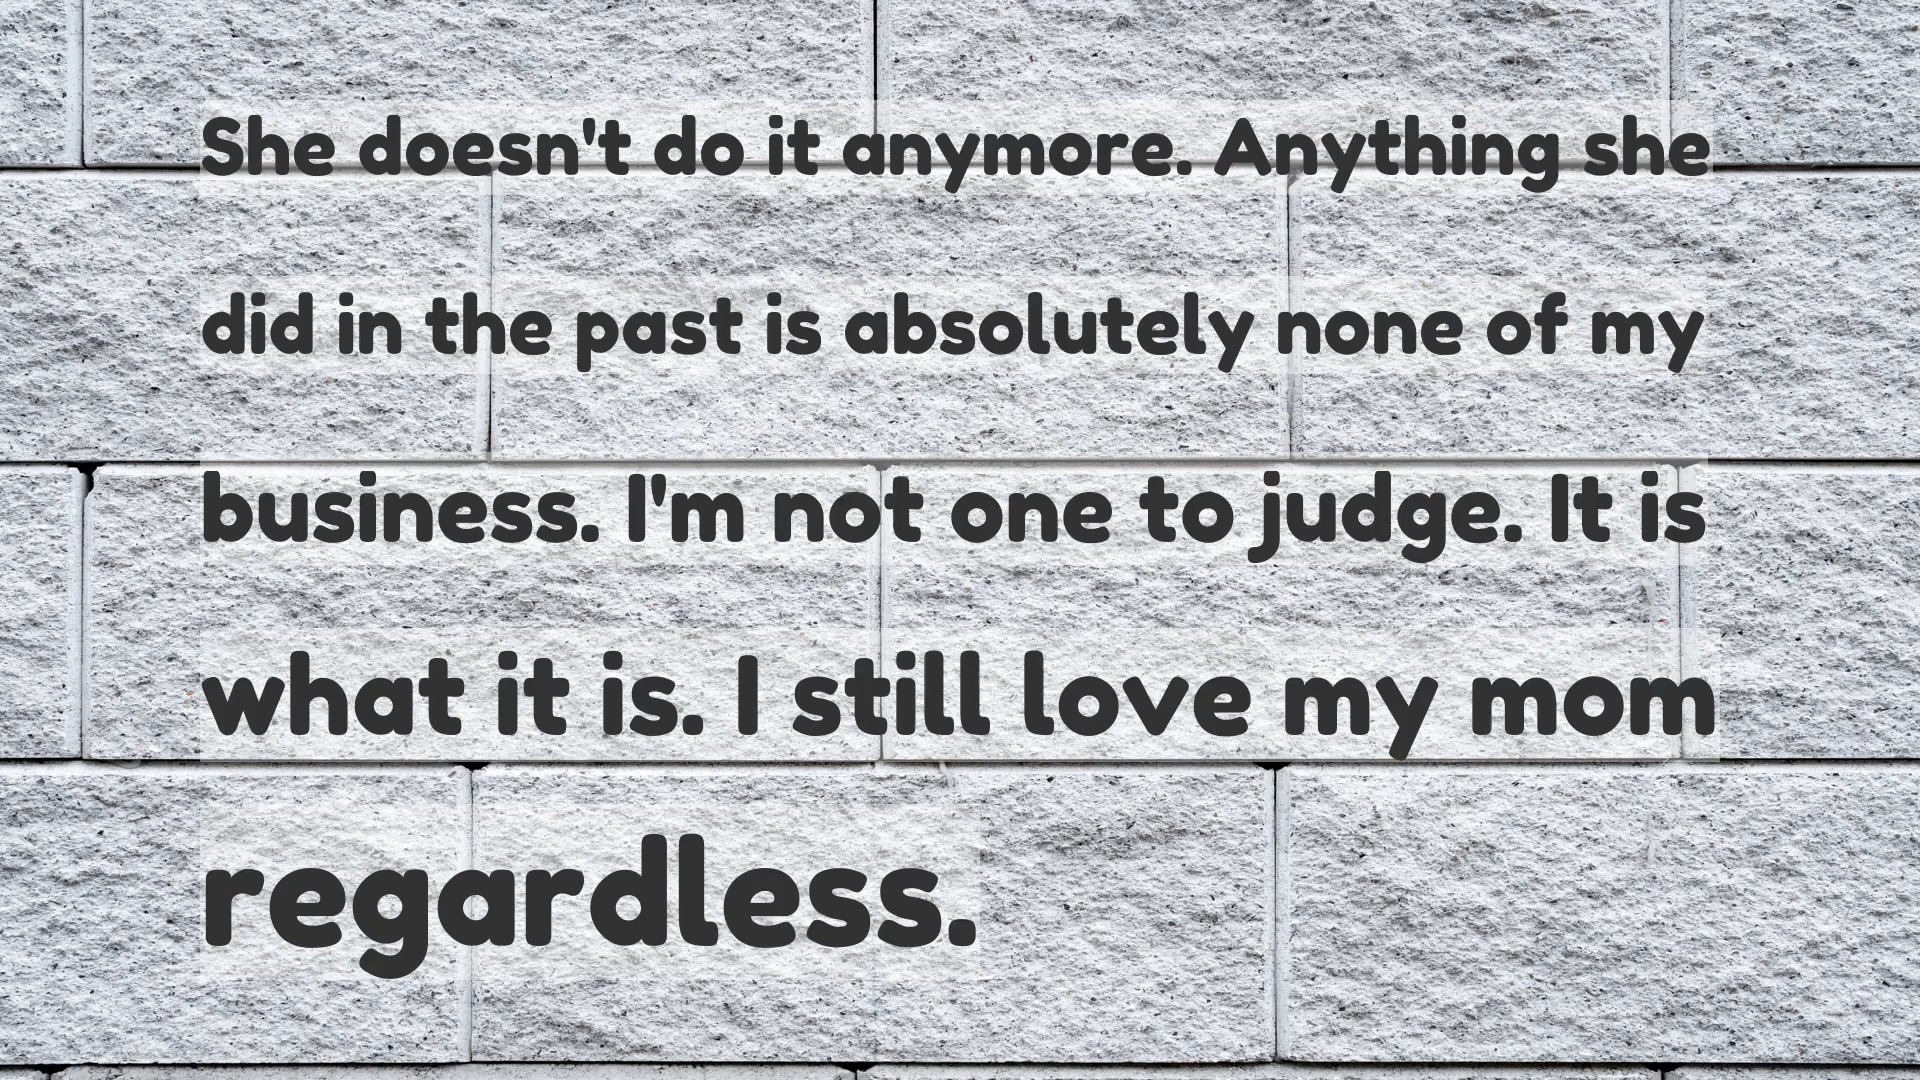 She doesn't do it anymore. Anything she
did in the past is absolutely none of my
business. I'm not one to judge. It is
what it is. I still love my mom
regardless.